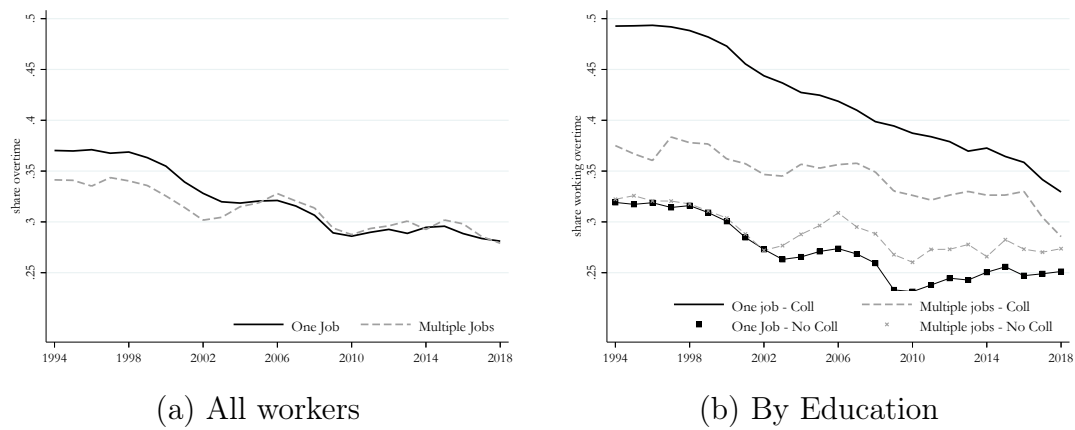 .5
.45
.4
.35
.3
.25
share overtime
One Job
Multiple Jobs
1994
1998
2002
2006
2010
2014
2018
(a) All workers
.5
.45
.4
.35
.3
.25
share working overtime
One job - Coll
Multiple jobs - Coll
One Job - No Coll
Multiple jobs - No Coll
1994
1998
2002
2006
2010
2014
2018
(b) By Education